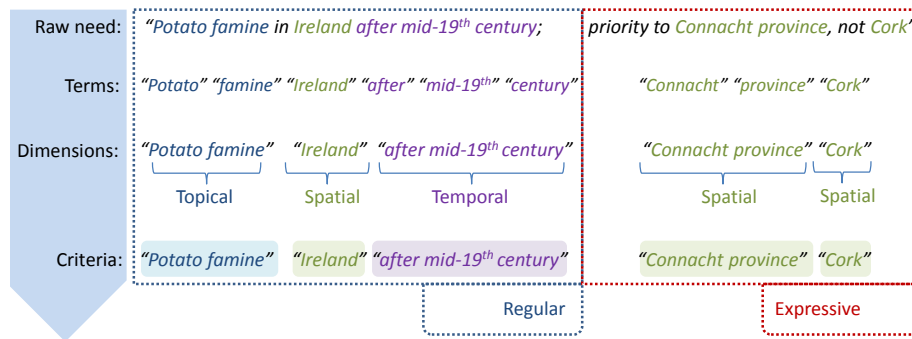 Raw need: “Potato famine in Ireland after mid-19th century; priority to Connacht province, not Cork”
Terms: “Potato” “famine” “Ireland” “after” “mid-19th” “century” “Connacht” “province” “Cork”
Dimensions: “Potato famine” “Ireland” “after mid-19th century” “Connacht province” “Cork”
Topical Spatial Temporal Spatial Spatial
Criteria: “Potato famine” “Ireland” “after mid-19th century” “Connacht province” “Cork”
Regular Expressive